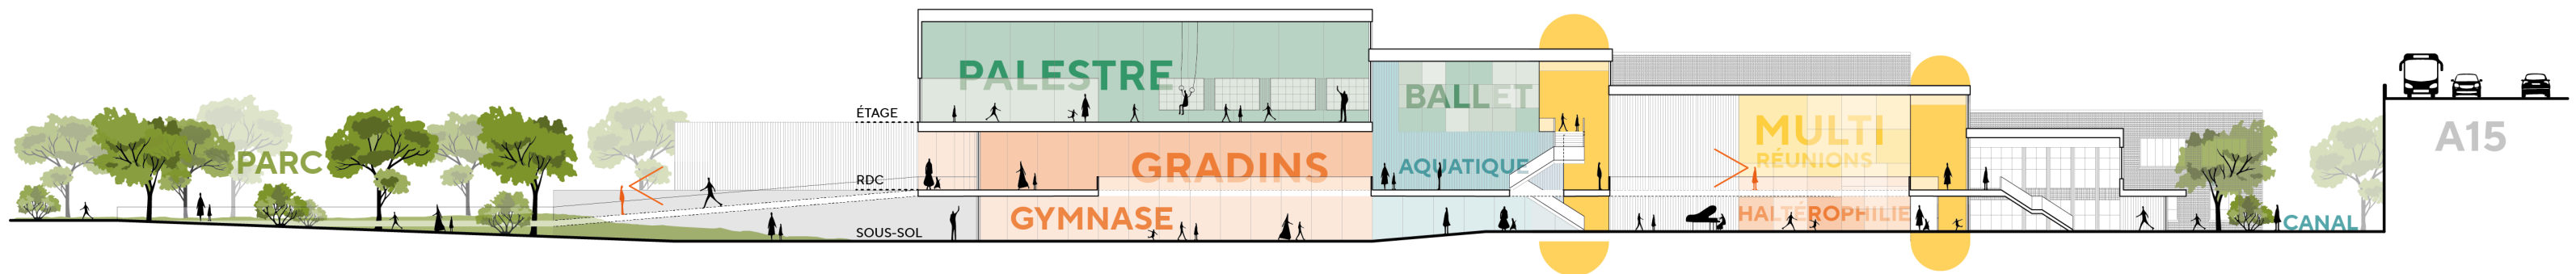 PARC
ÉTAGE
RDC
SOUS-SOL
PALESTRE
GRADINS
GYMNASE
BALLET
AQUATIQUE
MULTI
RÉUNIONS
HALTÉROPHILIE
CANAL
A15